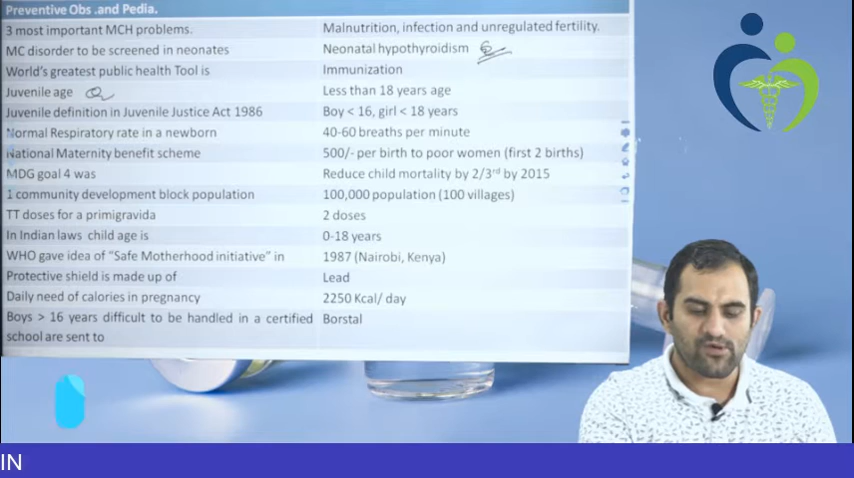 Preventive Obs .and Pedia.
3 most important MCH problems. Malnutrition, infection and unregulated fertility.
MC disorder to be screened in neonates Neonatal hypothyroidism
World's greatest public health Tool is Immunization
Juvenile age Less than 18 years age
Juvenile definition in Juvenile Justice Act 1986 Boy < 16, girl < 18 years
Normal Respiratory rate in a newborn 40-60 breaths per minute
National Maternity benefit scheme 500/- per birth to poor women (first 2 births)
MDG goal 4 was Reduce child mortality by 2/3rd by 2015
1 community development block population 100,000 population (100 villages)
TT doses for a primigravida 2 doses
In Indian laws child age is 0-18 years
WHO gave idea of "Safe Motherhood initiative" in 1987 (Nairobi, Kenya)
Protective shield is made up of Lead
Daily need of calories in pregnancy 2250 Kcal/ day
Boys > 16 years difficult to be handled in a certified Borstal
school are sent to
IN